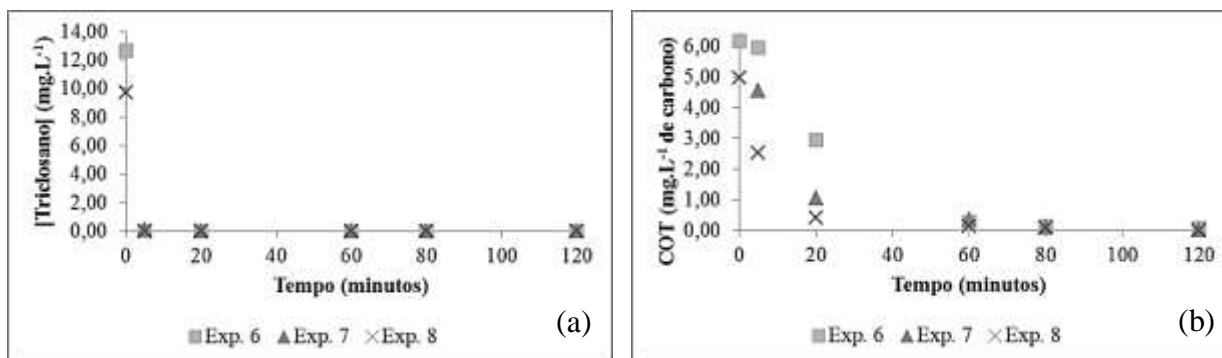 [Triclosano] (mg.L⁻¹)
14,00
12,00
10,00
8,00
6,00
4,00
2,00
0,00
0 20 40 60 80 100 120
Tempo (minutos)
Exp. 6 Exp. 7 Exp. 8
(a)
COT (mg.L⁻¹ de carbono)
6,00
5,00
4,00
3,00
2,00
1,00
0,00
0 20 40 60 80 100 120
Tempo (minutos)
Exp. 6 Exp. 7 Exp. 8
(b)